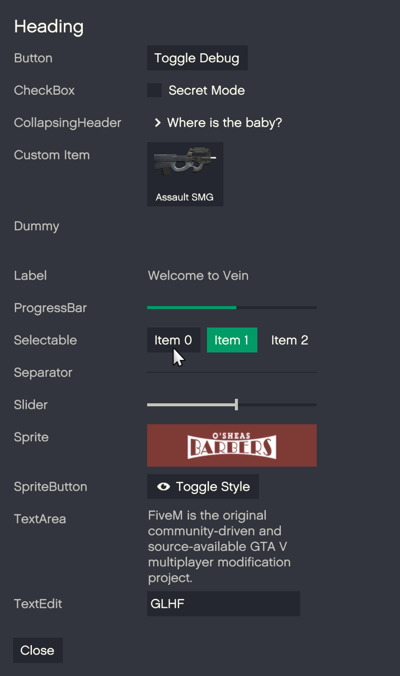 Heading
Button Toggle Debug
CheckBox Secret Mode
CollapsingHeader Where is the baby?
Custom Item
Assault SMG
Dummy
Label Welcome to Vein
ProgressBar
Selectable Item 0 Item 1 Item 2
Separator
Slider
Sprite O'SHEAS BARBERS
SpriteButton Toggle Style
TextArea FiveM is the original
community-driven and
source-available GTA V
multiplayer modification
project.
TextEdit GLHF
Close